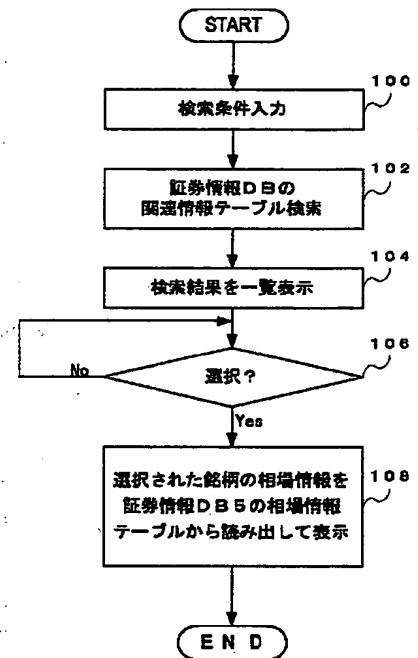 START
100
検索条件入力
102
証券情報DBの
関連情報テーブル検索
104
検索結果を一覧表示
106
No
選択?
Yes
108
選択された銘柄の相場情報を
証券情報DB5の相場情報
テーブルから読み出して表示
END